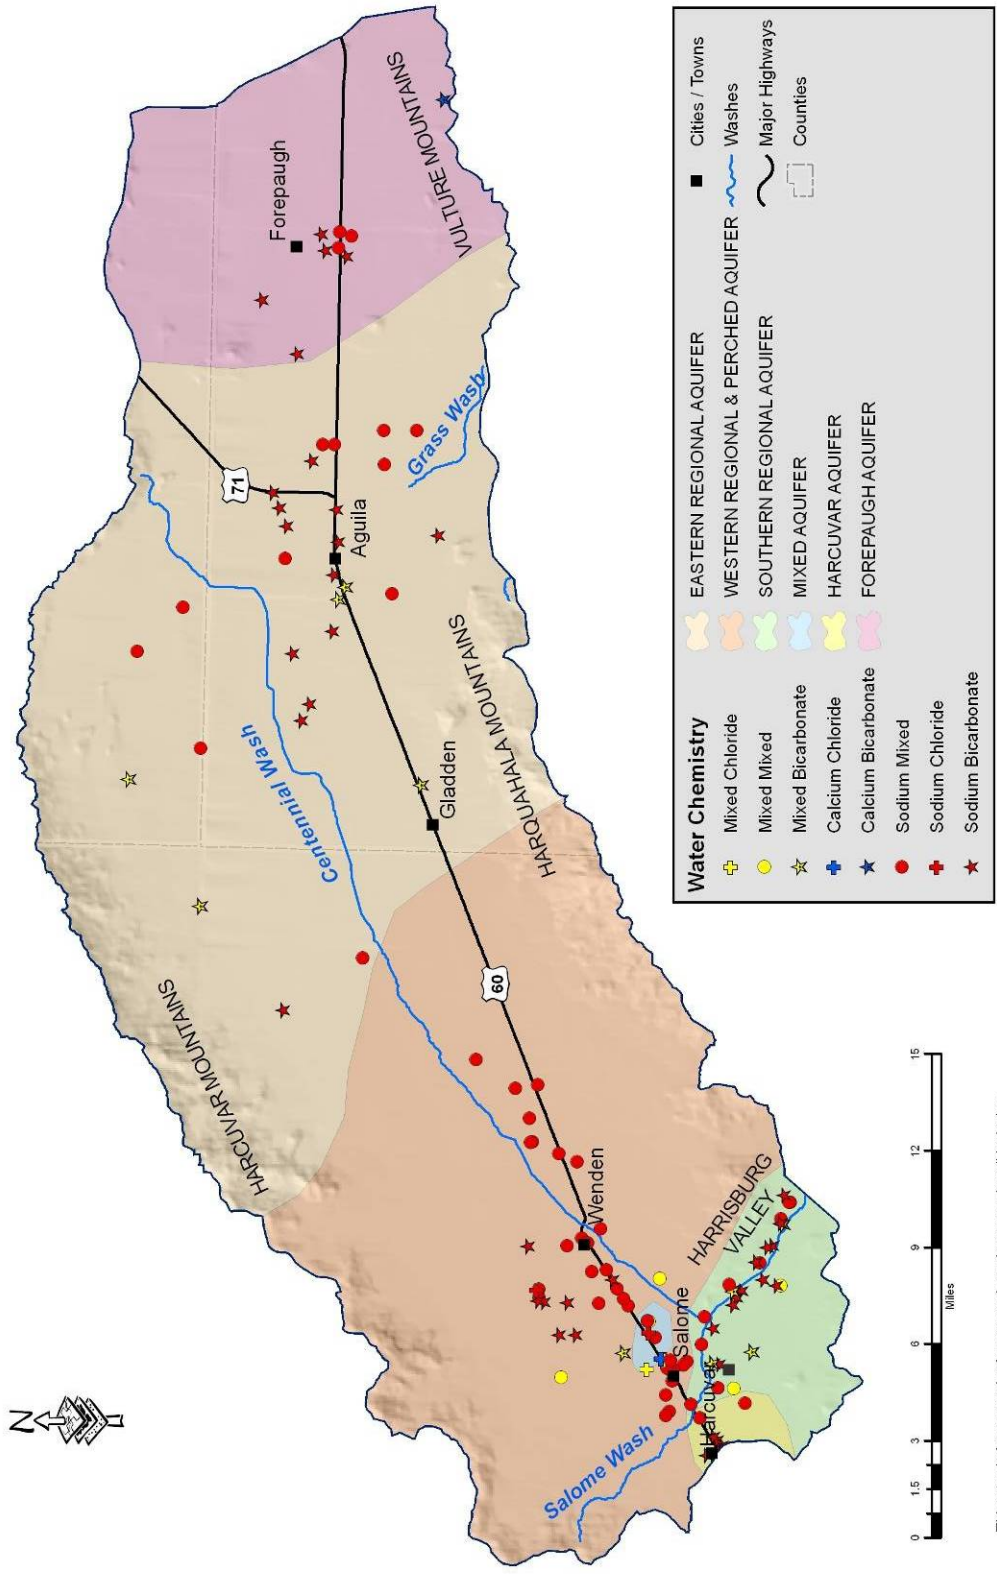 N
HARCUVAR MOUNTAINS
Centennial Wash
71
Forepaugh
VULTURE MOUNTAINS
Grass Wash
Aguila
HARQUAHALA MOUNTAINS
Gladden
60
Wenden
HARRISBURG
VALLEY
Salome
Harcuvar
Salome Wash
0 1.5 3 6 9 12 15
Miles
Water Chemistry
Mixed Chloride
Mixed Mixed
Mixed Bicarbonate
Calcium Chloride
Calcium Bicarbonate
Sodium Mixed
Sodium Chloride
Sodium Bicarbonate
EASTERN REGIONAL AQUIFER
WESTERN REGIONAL & PERCHED AQUIFER
SOUTHERN REGIONAL AQUIFER
MIXED AQUIFER
HARCUVAR AQUIFER
FOREPAUGH AQUIFER
Cities / Towns
Washes
Major Highways
Counties